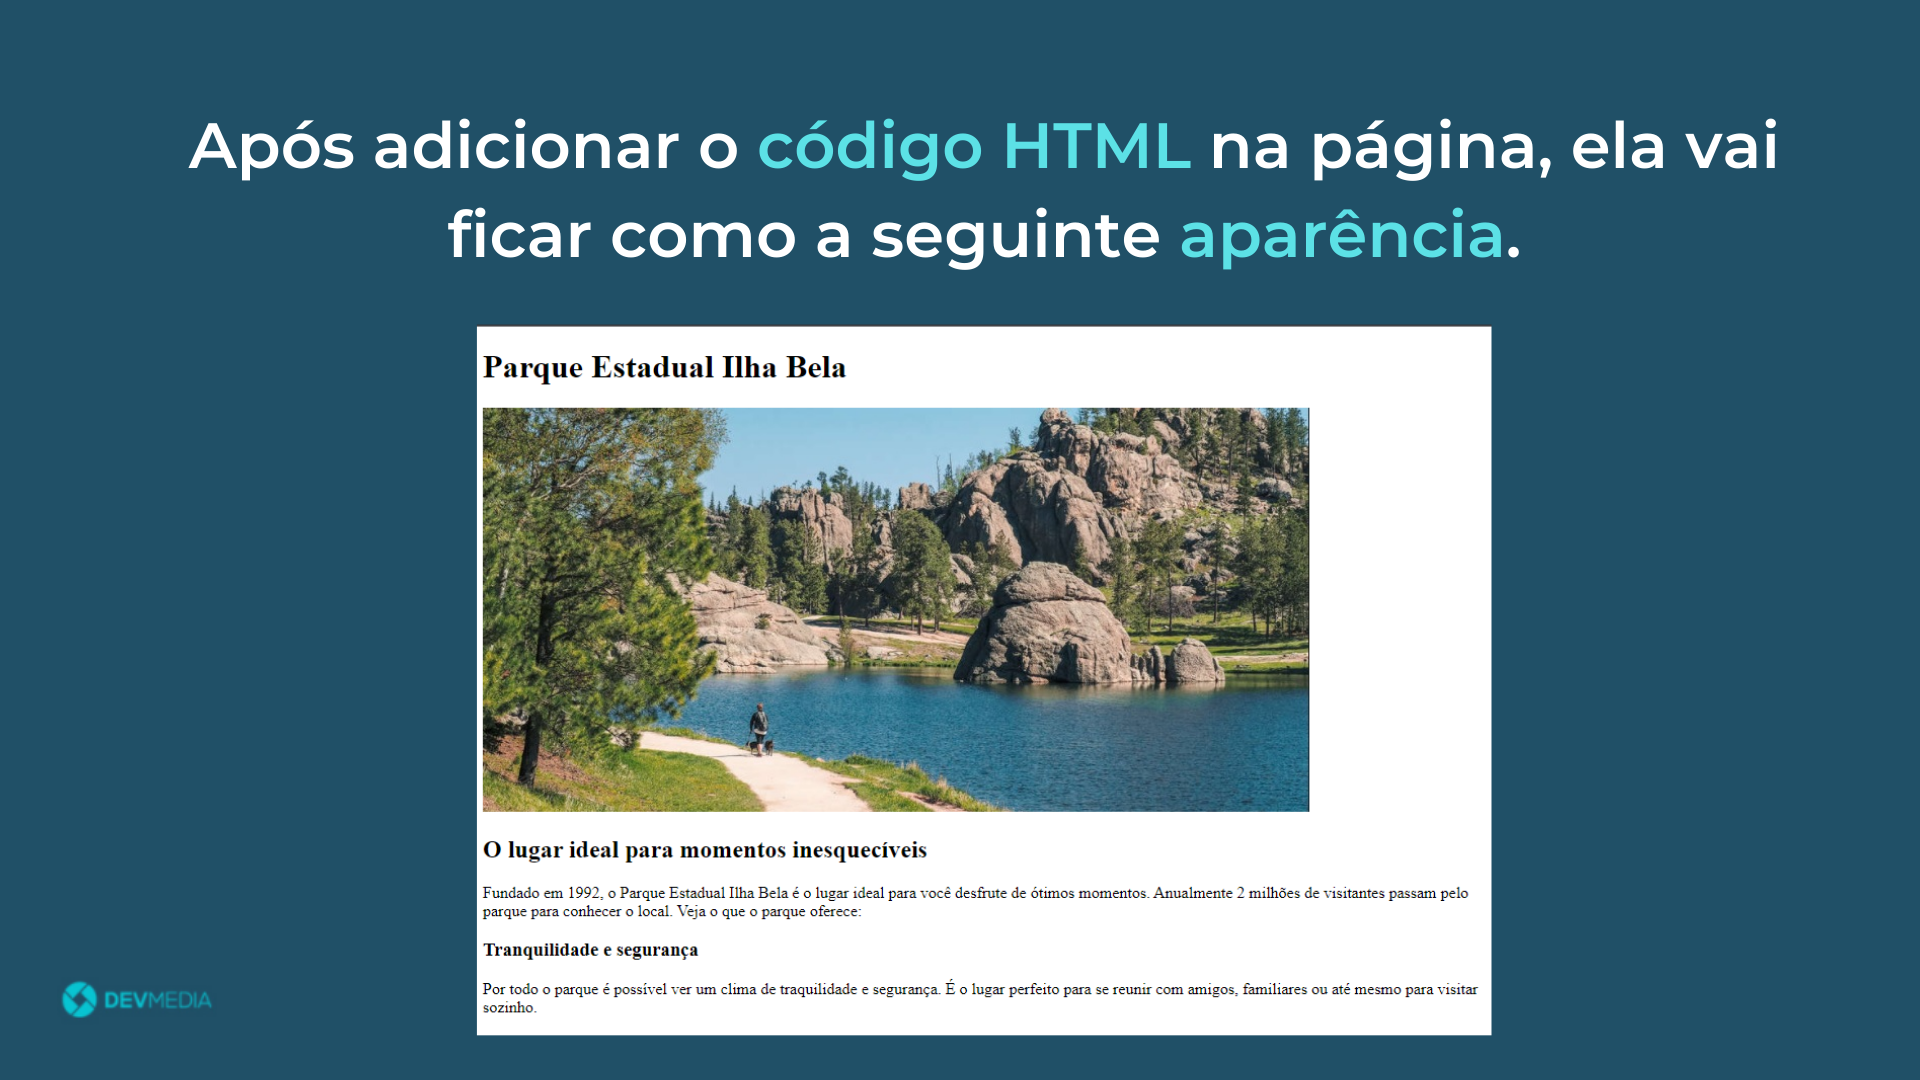 Após adicionar o código HTML na página, ela vai
ficar como a seguinte aparência.
Parque Estadual Ilha Bela
O lugar ideal para momentos inesquecíveis
Fundado em 1992, o Parque Estadual Ilha Bela é o lugar ideal para você desfrute de ótimos momentos. Anualmente 2 milhões de visitantes passam pelo
parque para conhecer o local. Veja o que o parque oferece:
Tranquilidade e segurança
Por todo o parque é possível ver um clima de traquilidade e segurança. É o lugar perfeito para se reunir com amigos, familiares ou até mesmo para visitar
sozinho.
DEVMEDIA